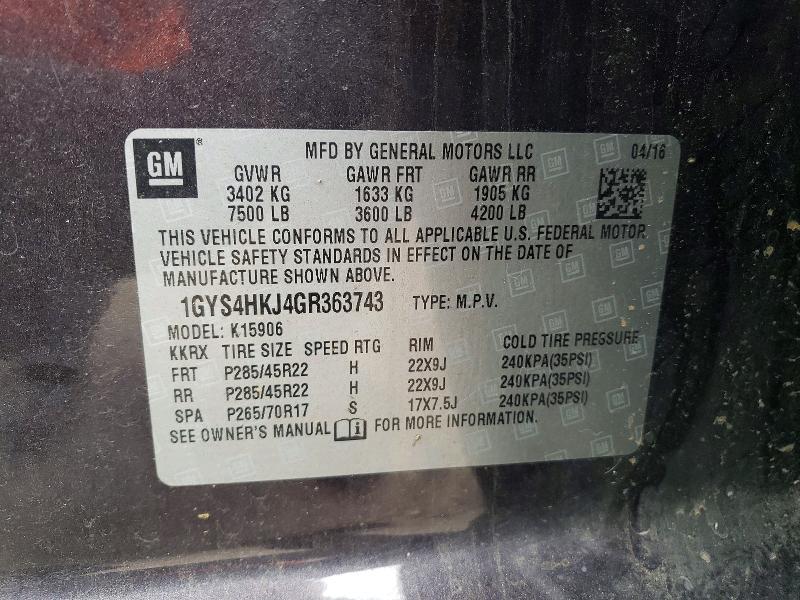 GM ® MFD BY GENERAL MOTORS LLC 04/16
GVWR GAWR FRT GAWR RR
3402 KG 1633 KG 1905 KG
7500 LB 3600 LB 4200 LB
THIS VEHICLE CONFORMS TO ALL APPLICABLE U.S. FEDERAL MOTOR
VEHICLE SAFETY STANDARDS IN EFFECT ON THE DATE OF
MANUFACTURE SHOWN ABOVE.
1GYS4HKJ4GR363743 TYPE: M.P.V.
MODEL: K15906
KKRX TIRE SIZE SPEED RTG RIM COLD TIRE PRESSURE
FRT P285/45R22 H 22X9J 240KPA(35PSI)
RR P285/45R22 H 22X9J 240KPA(35PSI)
SPA P265/70R17 S 17X7.5J 240KPA(35PSI)
SEE OWNER'S MANUAL FOR MORE INFORMATION.